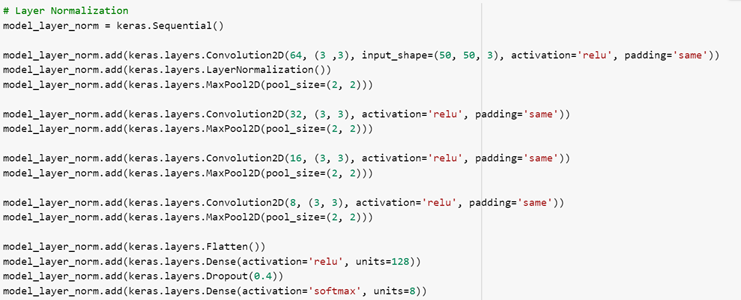 # Layer Normalization
model_layer_norm = keras.Sequential()
model_layer_norm.add(keras.layers.Convolution2D(64, (3 ,3), input_shape=(50, 50, 3), activation='relu', padding='same'))
model_layer_norm.add(keras.layers.LayerNormalization())
model_layer_norm.add(keras.layers.MaxPool2D(pool_size=(2, 2)))
model_layer_norm.add(keras.layers.Convolution2D(32, (3, 3), activation='relu', padding='same'))
model_layer_norm.add(keras.layers.MaxPool2D(pool_size=(2, 2)))
model_layer_norm.add(keras.layers.Convolution2D(16, (3, 3), activation='relu', padding='same'))
model_layer_norm.add(keras.layers.MaxPool2D(pool_size=(2, 2)))
model_layer_norm.add(keras.layers.Convolution2D(8, (3, 3), activation='relu', padding='same'))
model_layer_norm.add(keras.layers.MaxPool2D(pool_size=(2, 2)))
model_layer_norm.add(keras.layers.Flatten())
model_layer_norm.add(keras.layers.Dense(activation='relu', units=128))
model_layer_norm.add(keras.layers.Dropout(0.4))
model_layer_norm.add(keras.layers.Dense(activation='softmax', units=8))